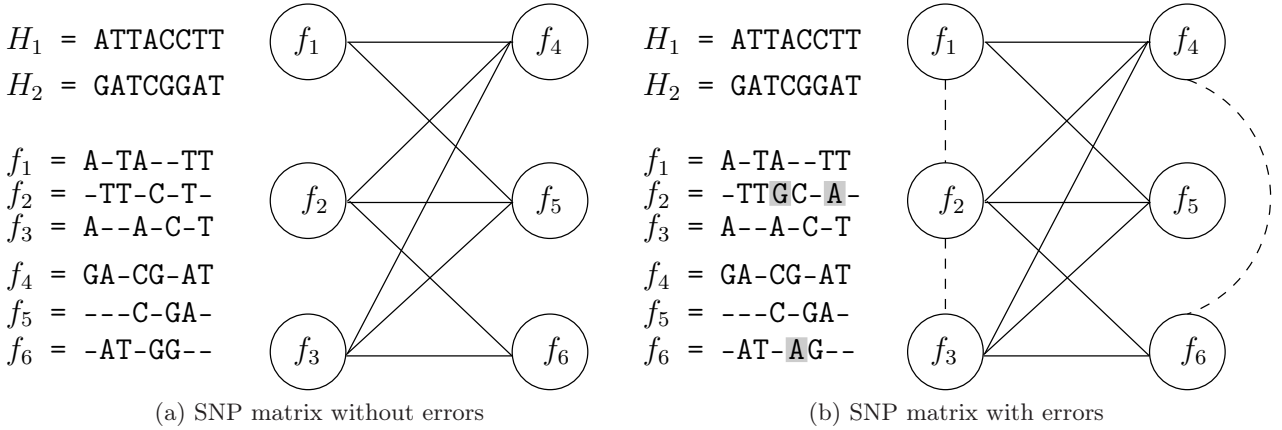 H1 = ATTACCTT
H2 = GATCGGAT
f1 = A-TA--TT
f2 = -TT-C-T-
f3 = A--A-C-T
f4 = GA-CG-AT
f5 = ---C-GA-
f6 = -AT-GG--
f1
f4
f2
f5
f3
f6
(a) SNP matrix without errors
H1 = ATTACCTT
H2 = GATCGGAT
f1 = A-TA--TT
f2 = -TTGC-A-
f3 = A--A-C-T
f4 = GA-CG-AT
f5 = ---C-GA-
f6 = -AT-AG--
f1
f4
f2
f5
f3
f6
(b) SNP matrix with errors